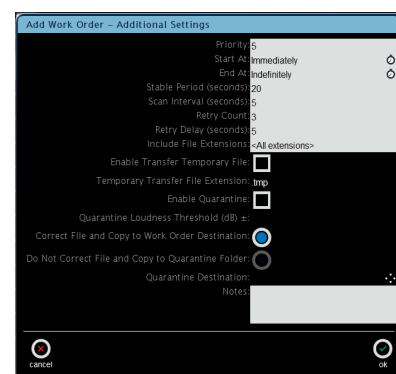 Add Work Order – Additional Settings
Priority: 5
Start At: Immediately
End At: Indefinitely
Stable Period (seconds): 20
Scan Interval (seconds): 5
Retry Count: 3
Retry Delay (seconds): 5
Include File Extensions: <All extensions>
Enable Transfer Temporary File:
Temporary Transfer File Extension: .tmp
Enable Quarantine:
Quarantine Loudness Threshold (dB) ±:
Correct File and Copy to Work Order Destination:
Do Not Correct File and Copy to Quarantine Folder:
Quarantine Destination:
Notes:
cancel ok